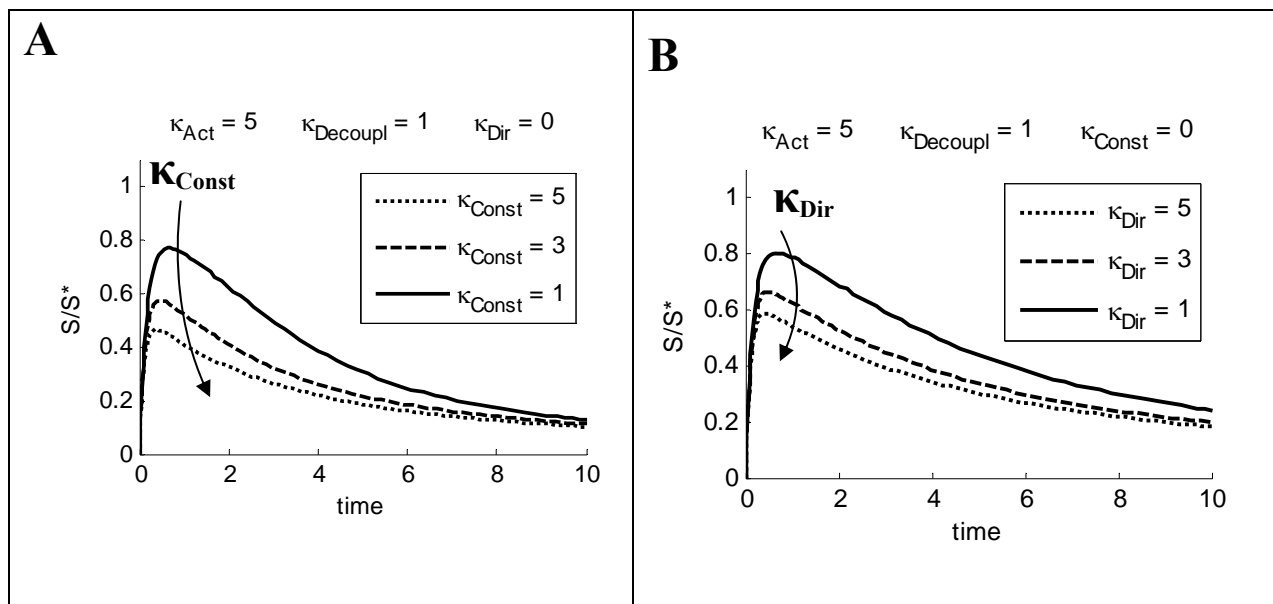 A
κAct = 5 κDecoupl = 1 κDir = 0
κConst
κConst = 5
κConst = 3
κConst = 1
1
0.8
0.6
0.4
0.2
0
S/S*
0 2 4 6 8 10
time
B
κAct = 5 κDecoupl = 1 κConst = 0
κDir
κDir = 5
κDir = 3
κDir = 1
1
0.8
0.6
0.4
0.2
0
S/S*
0 2 4 6 8 10
time